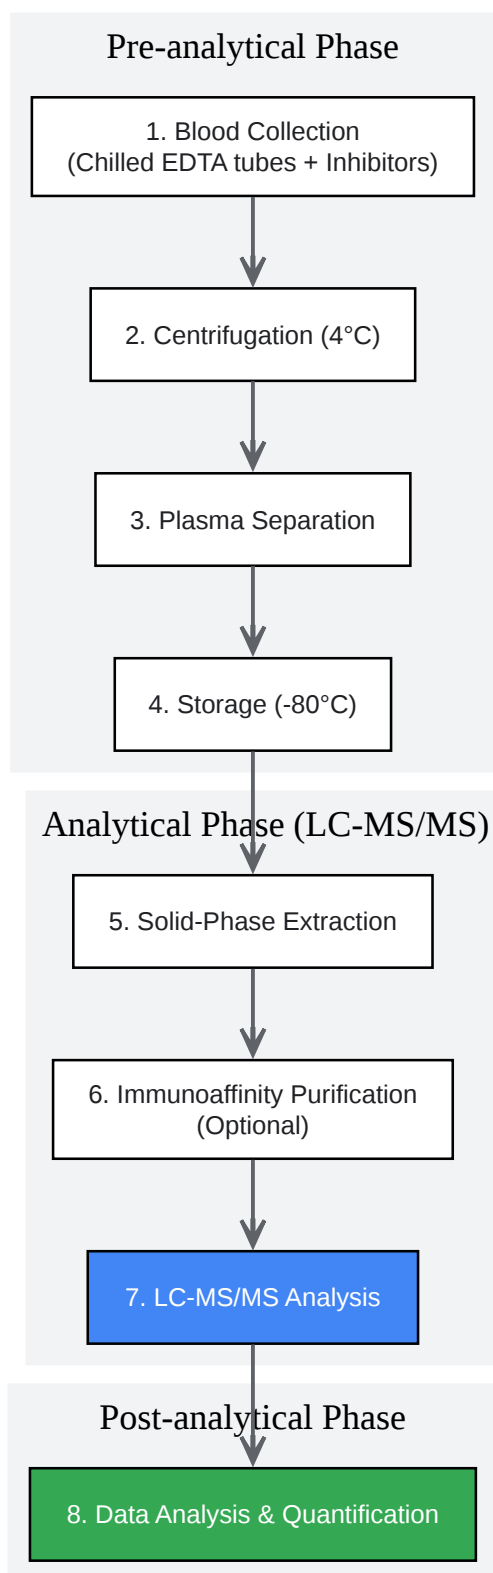 Pre-analytical Phase
1. Blood Collection
(Chilled EDTA tubes + Inhibitors)
2. Centrifugation (4°C)
3. Plasma Separation
4. Storage (-80°C)
Analytical Phase (LC-MS/MS)
5. Solid-Phase Extraction
6. Immunoaffinity Purification
(Optional)
7. LC-MS/MS Analysis
Post-analytical Phase
8. Data Analysis & Quantification